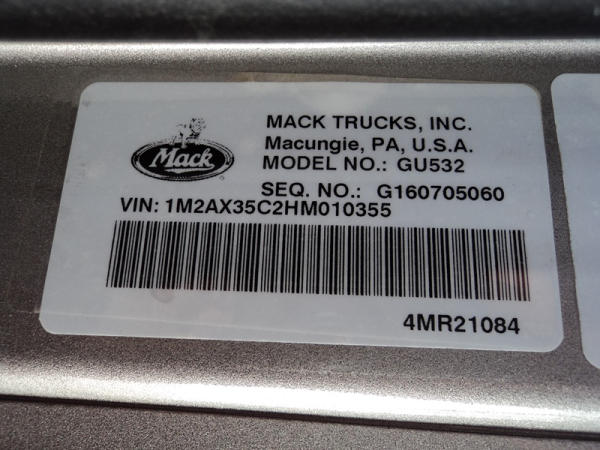 Mack
MACK TRUCKS, INC.
Macungie, PA, U.S.A.
MODEL NO.: GU532
SEQ. NO.: G160705060
VIN: 1M2AX35C2HM010355
4MR21084